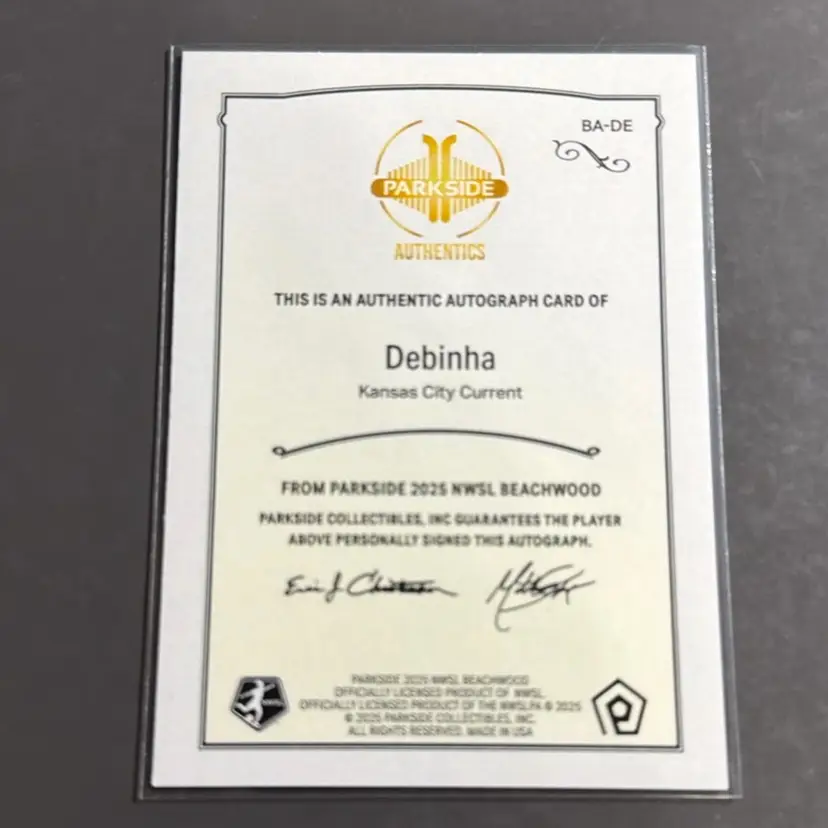 BA-DE
PARKSIDE
AUTHENTICS
THIS IS AN AUTHENTIC AUTOGRAPH CARD OF
Debinha
Kansas City Current
FROM PARKSIDE 2025 NWSL BEACHWOOD
PARKSIDE COLLECTIBLES, INC GUARANTEES THE PLAYER
ABOVE PERSONALLY SIGNED THIS AUTOGRAPH.
PARKSIDE 2025 NWSL BEACHWOOD
OFFICIALLY LICENSED PRODUCT OF NWSL.
OFFICIALLY LICENSED PRODUCT OF THE NWSLPA © 2025
© 2025 PARKSIDE COLLECTIBLES, INC.
ALL RIGHTS RESERVED. MADE IN USA
NWSL